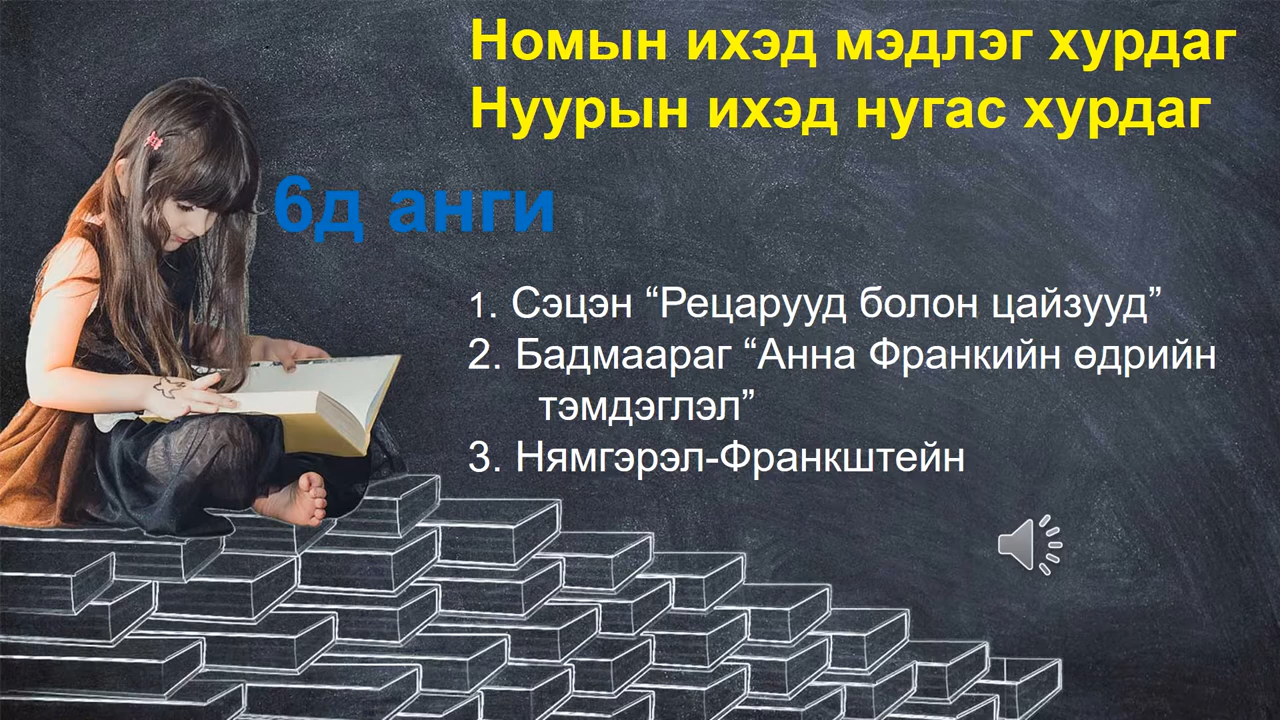 Номын ихэд мэдлэг хурдаг
Нуурын ихэд нугас хурдаг
6д анги
1. Сэцэн “Рецарууд болон цайзууд”
2. Бадмаараг “Анна Франкийн өдрийн
тэмдэглэл”
3. Нямгэрэл-Франкштейн